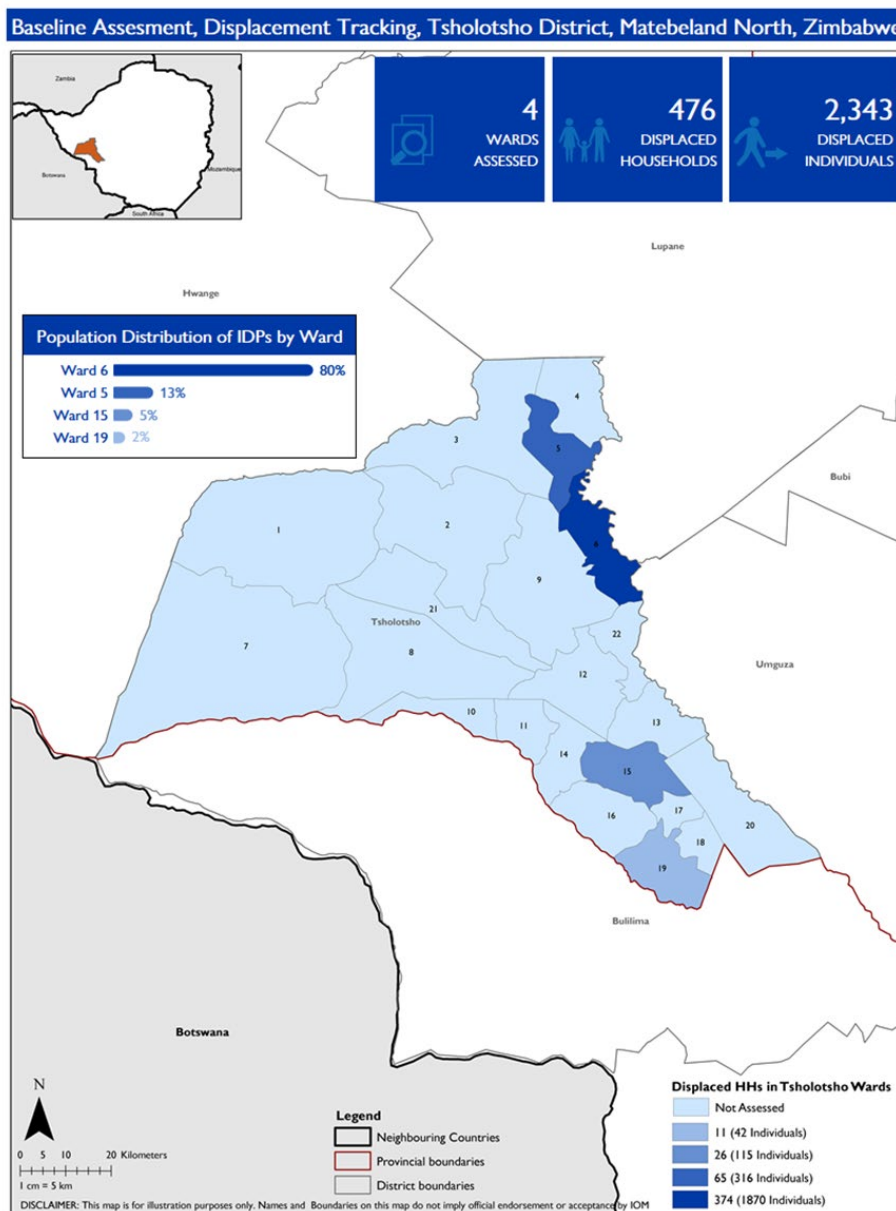 Baseline Assesment, Displacement Tracking, Tsholotsho District, Matebeland North, Zimbabwe
Zambia
Botswana
Mozambique
South Africa
4
WARDS
ASSESSED
476
DISPLACED
HOUSEHOLDS
2,343
DISPLACED
INDIVIDUALS
Lupane
Hwange
Population Distribution of IDPs by Ward
Ward 6 80%
Ward 5 13%
Ward 15 5%
Ward 19 2%
4
3
5
Bubi
1
2
6
9
21
Tsholotsho
22
7
8
Umguza
12
10
11
13
14
15
16
17
18
20
19
Bulilima
Botswana
N
0 5 10 20 Kilometers
1 cm = 5 km
Legend
Neighbouring Countries
Provincial boundaries
District boundaries
Displaced HHs in Tsholotsho Wards
Not Assessed
11 (42 Individuals)
26 (115 Individuals)
65 (316 Individuals)
374 (1870 Individuals)
DISCLAIMER: This map is for illustration purposes only. Names and Boundaries on this map do not imply official endorsement or acceptance by IOM